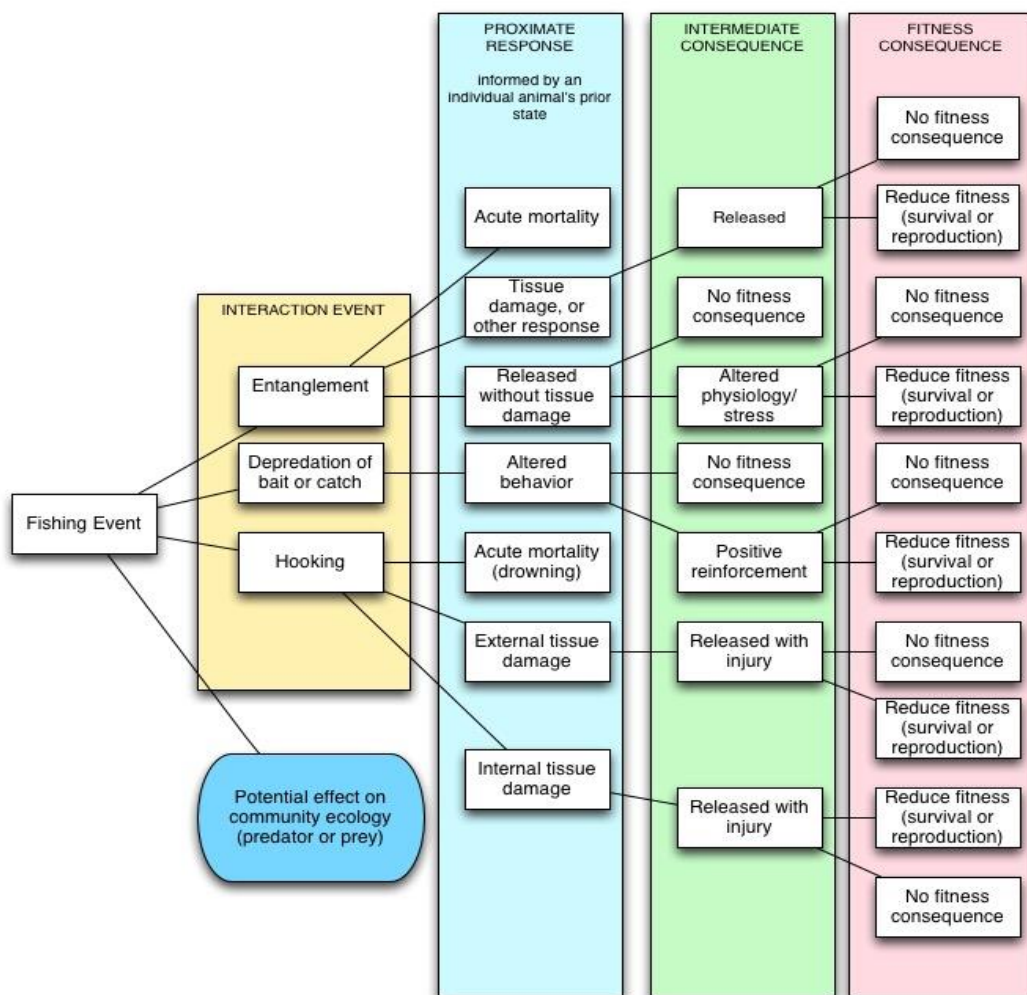 PROXIMATE
RESPONSE
informed by an
individual animal's prior
state
INTERMEDIATE
CONSEQUENCE
FITNESS
CONSEQUENCE
No fitness
consequence
Acute mortality
Released
Reduce fitness
(survival or
reproduction)
INTERACTION EVENT
Tissue
damage, or
other response
No fitness
consequence
No fitness
consequence
Entanglement
Released
without tissue
damage
Altered
physiology/
stress
Reduce fitness
(survival or
reproduction)
Depredation of
bait or catch
Altered
behavior
No fitness
consequence
No fitness
consequence
Fishing Event
Hooking
Acute mortality
(drowning)
Positive
reinforcement
Reduce fitness
(survival or
reproduction)
External tissue
damage
Released with
injury
No fitness
consequence
Reduce fitness
(survival or
reproduction)
Potential effect on
community ecology
(predator or prey)
Internal tissue
damage
Released with
injury
Reduce fitness
(survival or
reproduction)
No fitness
consequence